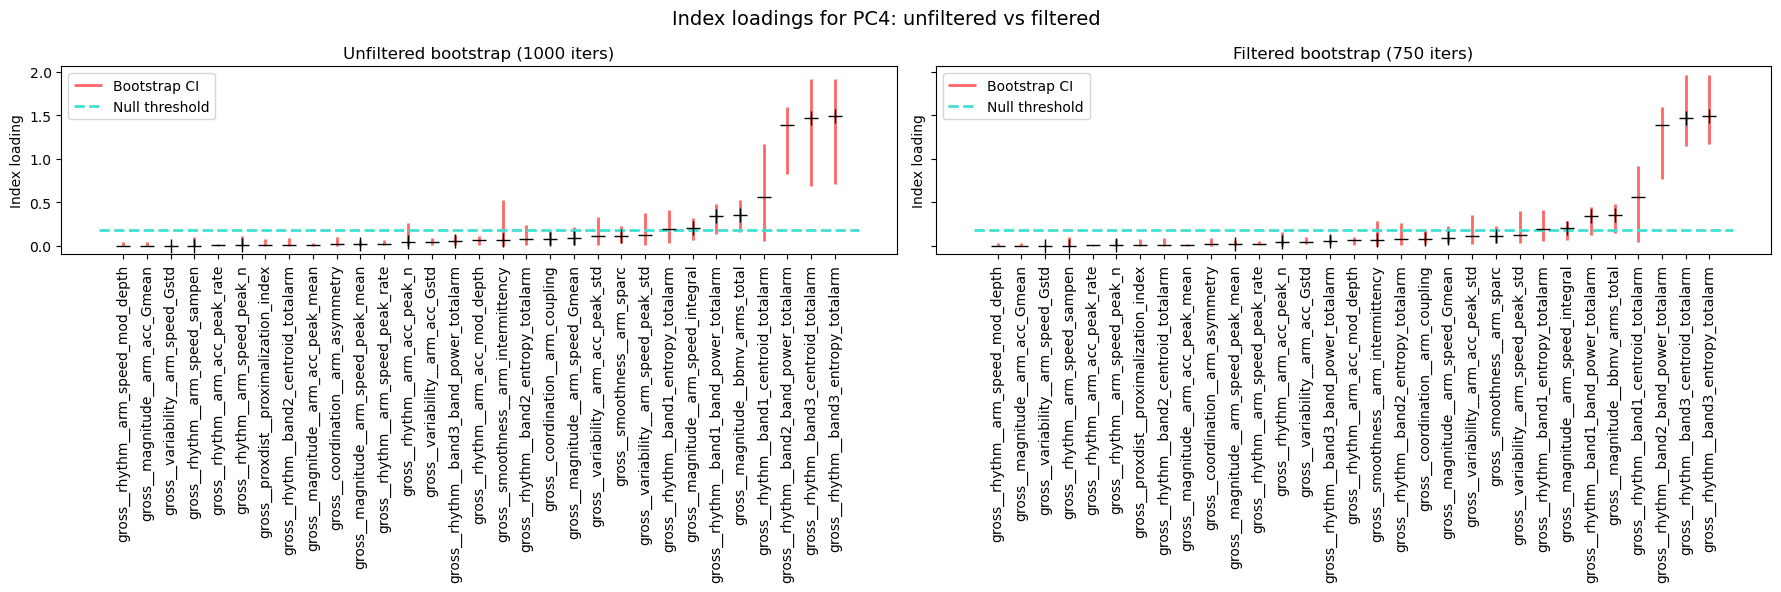 Index loadings for PC4: unfiltered vs filtered
Unfiltered bootstrap (1000 iters)
Index loading
2.0
1.5
1.0
0.5
0.0
Bootstrap CI
Null threshold
gross__rhythm__arm_speed_mod_depth
gross__magnitude__arm_acc_Gmean
gross__variability__arm_speed_Gstd
gross__rhythm__arm_speed_sampen
gross__rhythm__arm_acc_peak_rate
gross__rhythm__arm_speed_peak_n
gross__proxdist__proximalization_index
gross__rhythm__band2_centroid_totalarm
gross__magnitude__arm_acc_peak_mean
gross__coordination__arm_asymmetry
gross__magnitude__arm_speed_peak_mean
gross__rhythm__arm_speed_peak_rate
gross__rhythm__arm_acc_peak_n
gross__variability__arm_acc_Gstd
gross__rhythm__band3_band_power_totalarm
gross__rhythm__arm_acc_mod_depth
gross__smoothness__arm_intermittency
gross__rhythm__band2_entropy_totalarm
gross__coordination__arm_coupling
gross__magnitude__arm_speed_Gmean
gross__variability__arm_acc_peak_std
gross__smoothness__arm_sparc
gross__variability__arm_speed_peak_std
gross__rhythm__band1_entropy_totalarm
gross__magnitude__arm_speed_integral
gross__rhythm__band1_band_power_totalarm
gross__magnitude__bbmv_arms_total
gross__rhythm__band1_centroid_totalarm
gross__rhythm__band2_band_power_totalarm
gross__rhythm__band3_centroid_totalarm
gross__rhythm__band3_entropy_totalarm
Filtered bootstrap (750 iters)
Index loading
Bootstrap CI
Null threshold
gross__rhythm__arm_speed_mod_depth
gross__magnitude__arm_acc_Gmean
gross__variability__arm_speed_Gstd
gross__rhythm__arm_speed_sampen
gross__rhythm__arm_acc_peak_rate
gross__rhythm__arm_speed_peak_n
gross__proxdist__proximalization_index
gross__rhythm__band2_centroid_totalarm
gross__magnitude__arm_acc_peak_mean
gross__coordination__arm_asymmetry
gross__magnitude__arm_speed_peak_mean
gross__rhythm__arm_speed_peak_rate
gross__rhythm__arm_acc_peak_n
gross__variability__arm_acc_Gstd
gross__rhythm__band3_band_power_totalarm
gross__rhythm__arm_acc_mod_depth
gross__smoothness__arm_intermittency
gross__rhythm__band2_entropy_totalarm
gross__coordination__arm_coupling
gross__magnitude__arm_speed_Gmean
gross__variability__arm_acc_peak_std
gross__smoothness__arm_sparc
gross__variability__arm_speed_peak_std
gross__rhythm__band1_entropy_totalarm
gross__magnitude__arm_speed_integral
gross__rhythm__band1_band_power_totalarm
gross__magnitude__bbmv_arms_total
gross__rhythm__band1_centroid_totalarm
gross__rhythm__band2_band_power_totalarm
gross__rhythm__band3_centroid_totalarm
gross__rhythm__band3_entropy_totalarm